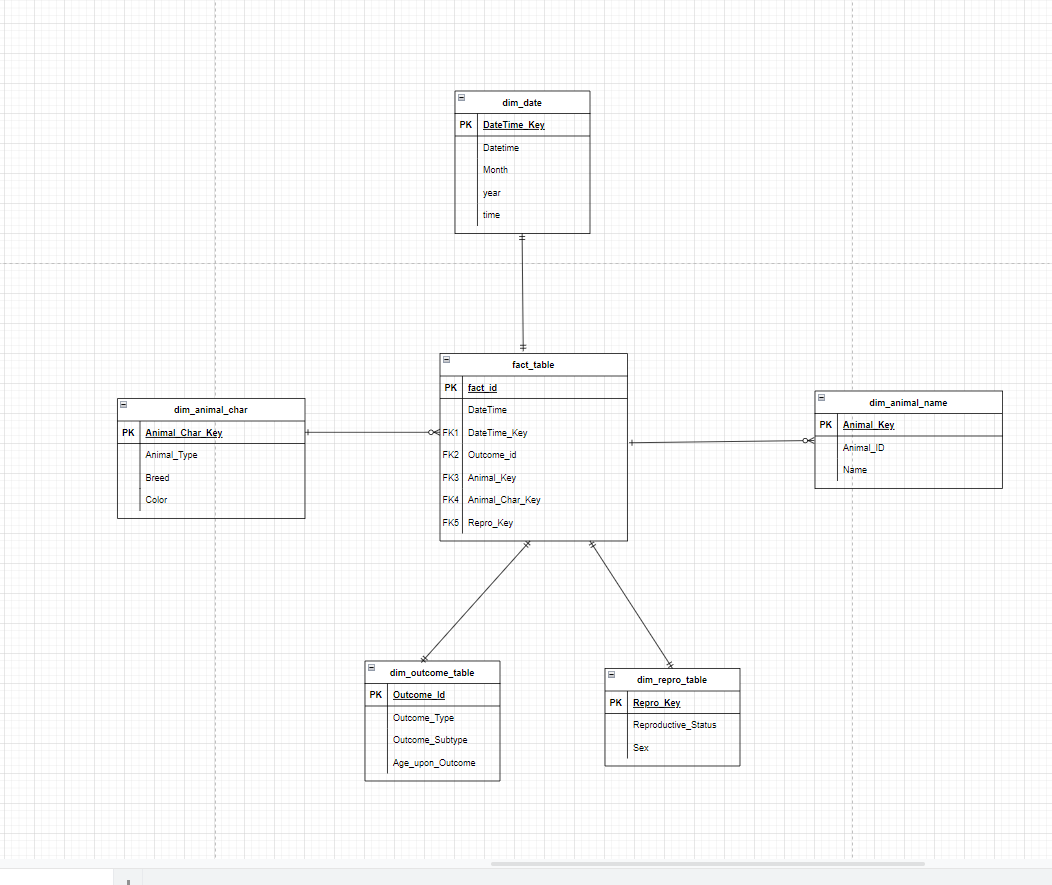 dim_date
PK DateTime_Key
Datetime
Month
year
time
fact_table
PK fact_id
DateTime
FK1 DateTime_Key
FK2 Outcome_id
FK3 Animal_Key
FK4 Animal_Char_Key
FK5 Repro_Key
dim_animal_char
PK Animal_Char_Key
Animal_Type
Breed
Color
dim_animal_name
PK Animal_Key
Animal_ID
Name
dim_outcome_table
PK Outcome_Id
Outcome_Type
Outcome_Subtype
Age_upon_Outcome
dim_repro_table
PK Repro_Key
Reproductive_Status
Sex